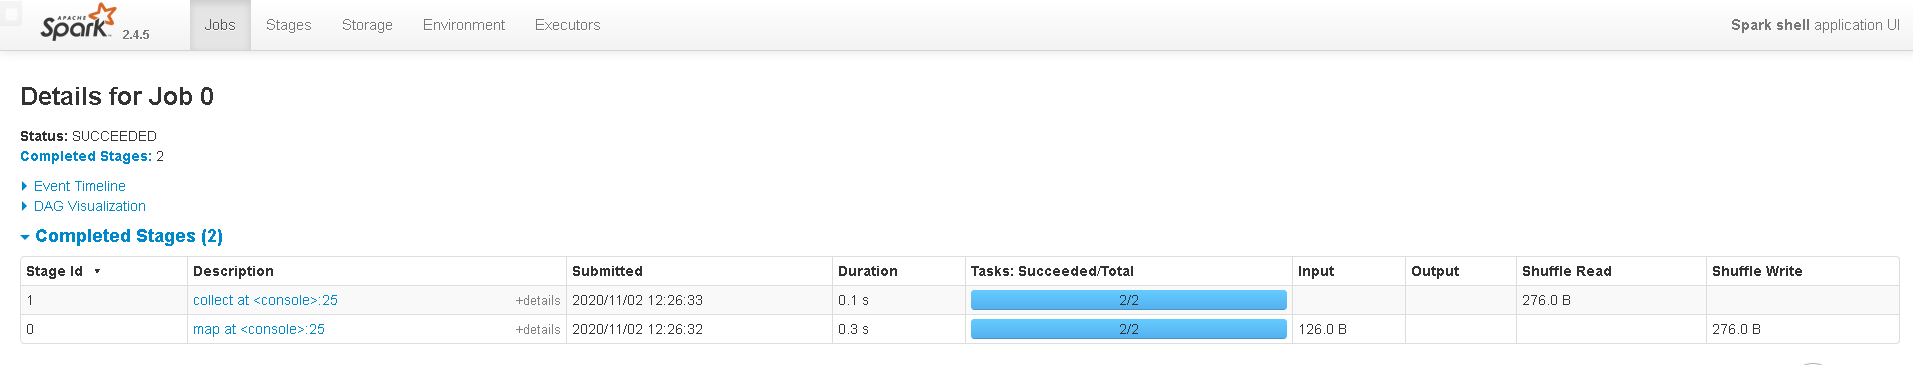 APACHE
Spark 2.4.5 Jobs Stages Storage Environment Executors Spark shell application UI
Details for Job 0
Status: SUCCEEDED
Completed Stages: 2
Event Timeline
DAG Visualization
Completed Stages (2)
Stage Id ▾ Description Submitted Duration Tasks: Succeeded/Total Input Output Shuffle Read Shuffle Write
1 collect at <console>:25 +details 2020/11/02 12:26:33 0.1 s 2/2 276.0 B
0 map at <console>:25 +details 2020/11/02 12:26:32 0.3 s 2/2 126.0 B 276.0 B